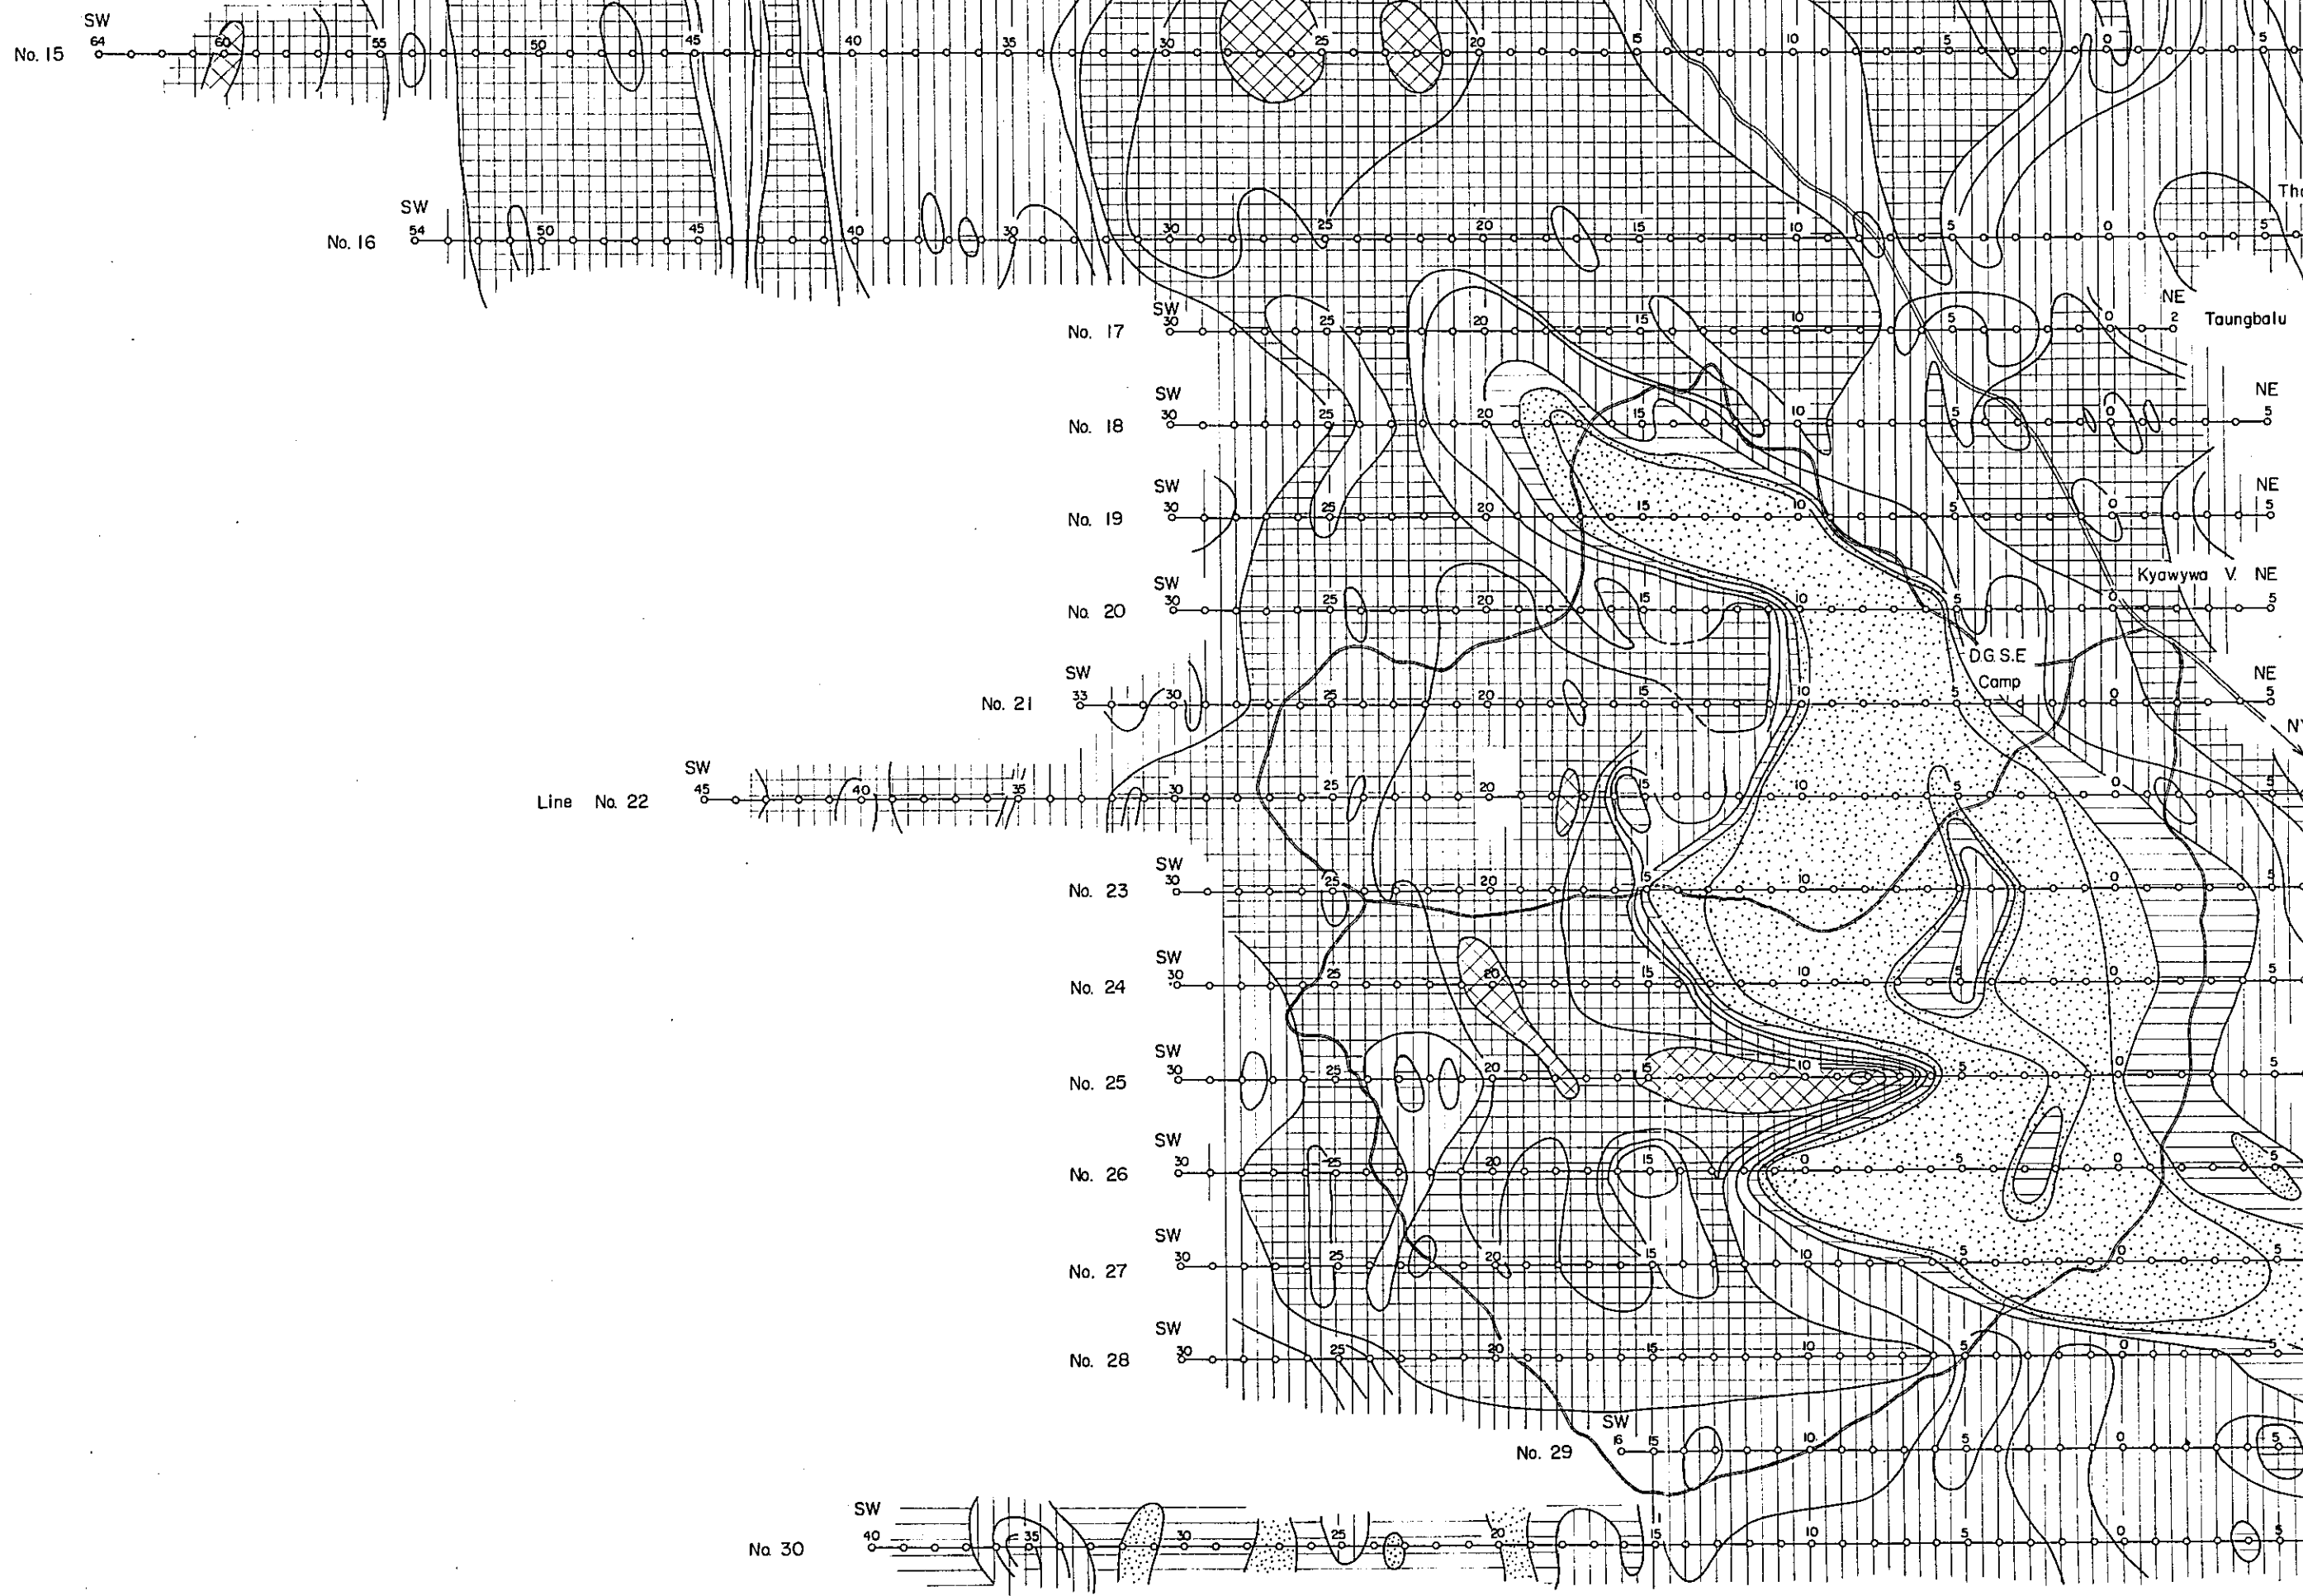 SW
No. 15 64 60 55 50 45 40 35 30 25 20 5 10 5 0 5
SW
No. 16 54 50 45 40 35 30 25 20 15 10 5 0 5
SW NE
No. 17 30 25 20 15 10 5 0 2 Taungbalu
SW NE
No. 18 30 25 20 15 10 5 0 5
SW NE
No. 19 30 25 20 15 10 5 0 5
Kyawywa V. NE
SW
No. 20 30 25 20 15 10 5 0 5
D.G.S.E
Camp
SW NE
No. 21 33 30 25 20 15 10 5 0 5
SW
Line No. 22 45 40 35 30 25 20 15 10 5 0 5
SW
No. 23 30 25 20 15 10 5 0 5
SW
No. 24 30 25 20 15 10 5 0 5
SW
No. 25 30 25 20 15 10 5 0 5
SW
No. 26 30 25 20 15 0 5 0 5
SW
No. 27 30 25 20 15 10 5 0 5
SW
No. 28 30 25 20 15 10 5 0 5
SW
No. 29 16 15 10 5 0 5
SW
No 30 40 35 30 25 20 15 10 5 0 5